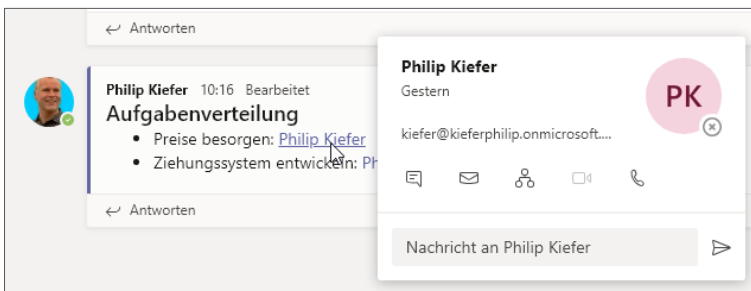 Antworten
Philip Kiefer 10:16 Bearbeitet
Aufgabenverteilung
• Preise besorgen: Philip Kiefer
• Ziehungssystem entwickeln: Ph
Antworten
Philip Kiefer
Gestern
PK
kiefer@kieferphilip.onmicrosoft....
Nachricht an Philip Kiefer